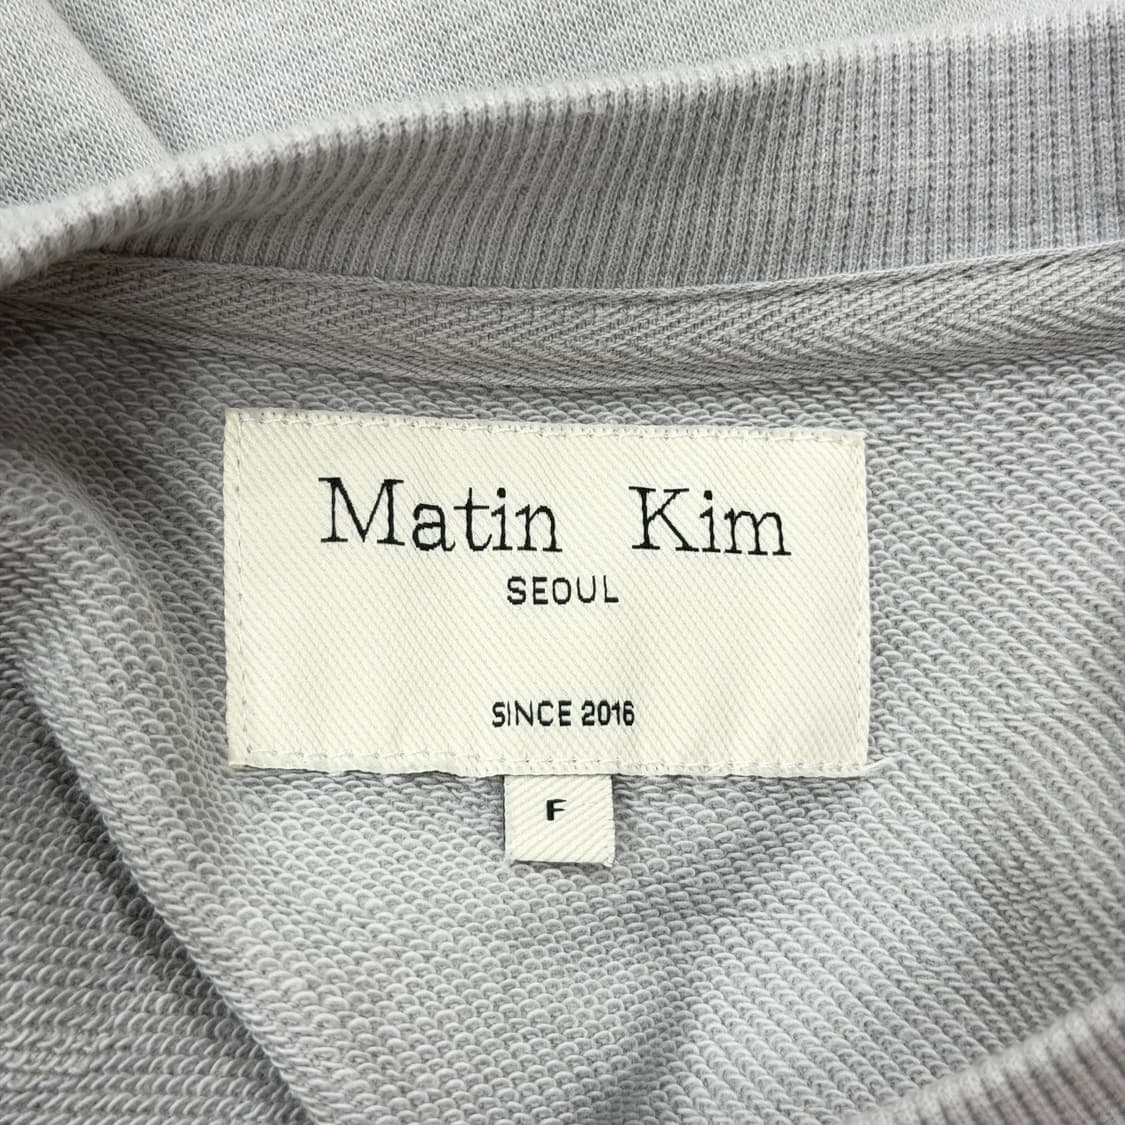 Matin Kim
SEOUL
SINCE 2016
F